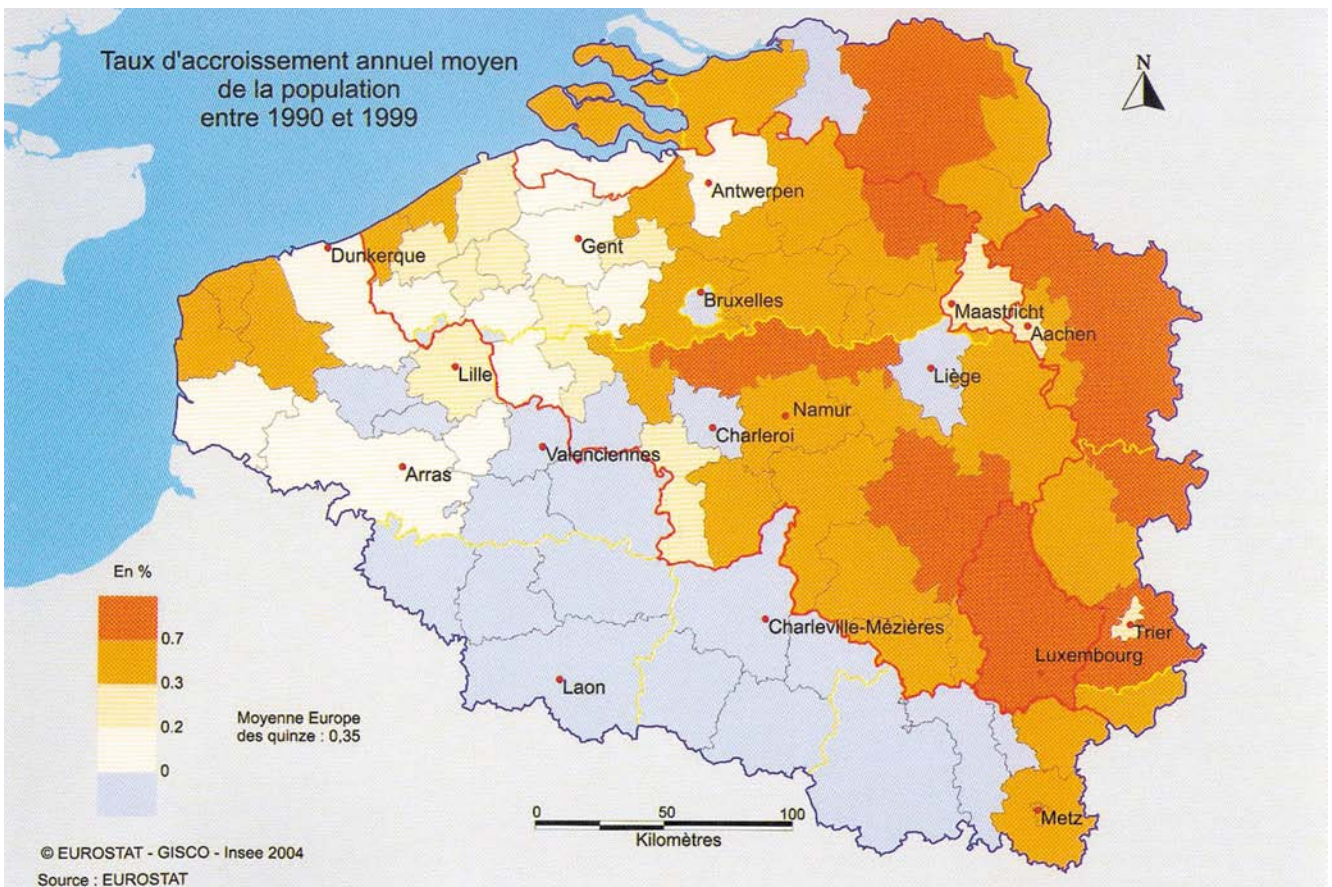 Taux d'accroissement annuel moyen
de la population
entre 1990 et 1999
N
Antwerpen
Gent
Dunkerque
Bruxelles
Maastricht
Aachen
Lille
Liège
Namur
Charleroi
Valenciennes
Arras
En %
0.7
0.3
0.2
0
Moyenne Europe
des quinze : 0,35
Charleville-Mézières
Trier
Luxembourg
Laon
Metz
0 50 100
Kilomètres
© EUROSTAT - GISCO - Insee 2004
Source : EUROSTAT